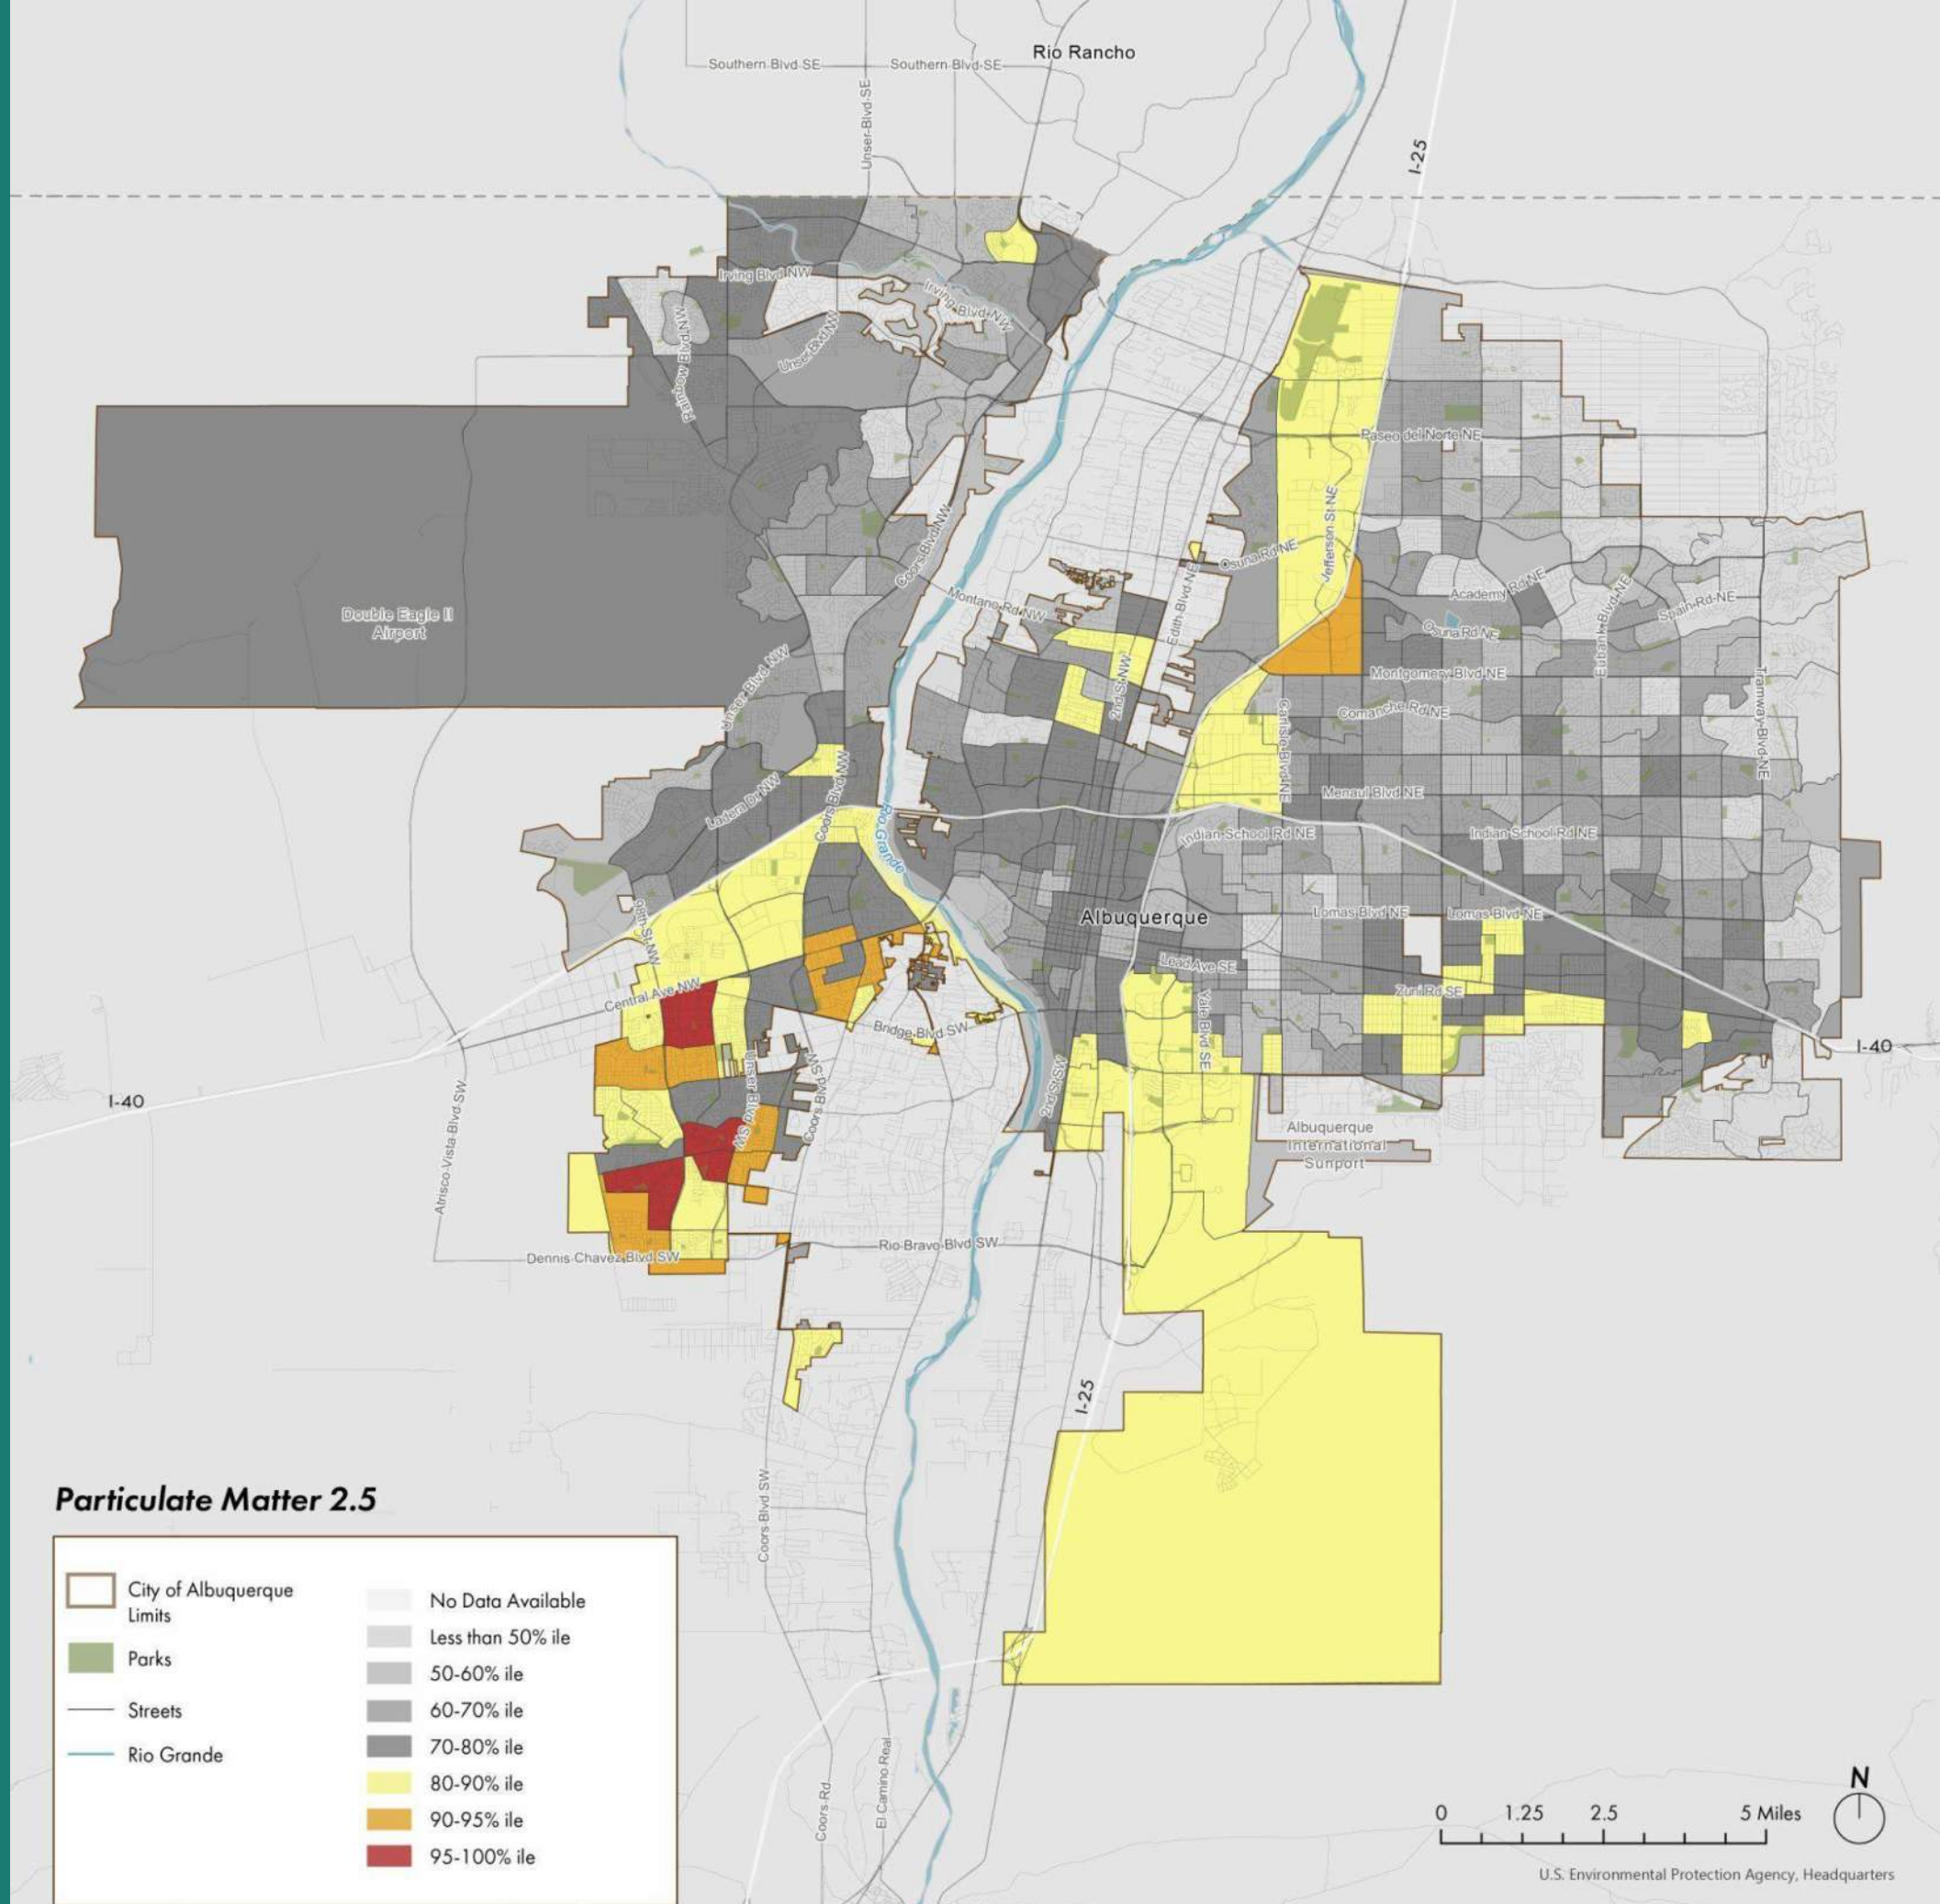 Rio Rancho
Southern Blvd SE
Southern Blvd SE
Unser Blvd SE
I-25
Irving Blvd NW
Irving Blvd NW
Rainbow Blvd NW
Unser Blvd NW
Paseo del Norte NE
Jefferson St NE
Coors Blvd NW
Osuna Rd NE
Academy Rd NE
Montano Rd NW
Edith Blvd NE
Eubank Blvd NE
Spain Rd NE
Double Eagle II
Airport
Osuna Rd NE
2nd St NW
Montgomery Blvd NE
Unser Blvd NW
Carlisle Blvd NE
Comanche Rd NE
Tramway Blvd NE
Ladera Dr NW
Coors Blvd NW
Menaul Blvd NE
Rio Grande
Indian School Rd NE
Indian School Rd NE
98th St NW
Albuquerque
Lomas Blvd NE
Lomas Blvd NE
Lead Ave SE
Central Ave NW
Zuni Rd SE
Yale Blvd SE
Bridge Blvd SW
I-40
Unser Blvd SW
Coors Blvd SW
2nd St SW
I-40
Atrisco Vista Blvd SW
Albuquerque
International
Sunport
Rio Bravo Blvd SW
Dennis Chavez Blvd SW
I-25
Coors Blvd SW
Particulate Matter 2.5
City of Albuquerque
Limits
Parks
Streets
Rio Grande
No Data Available
Less than 50% ile
50-60% ile
60-70% ile
70-80% ile
80-90% ile
90-95% ile
95-100% ile
El Camino Real
Coors Rd
N
0 1.25 2.5 5 Miles
U.S. Environmental Protection Agency, Headquarters